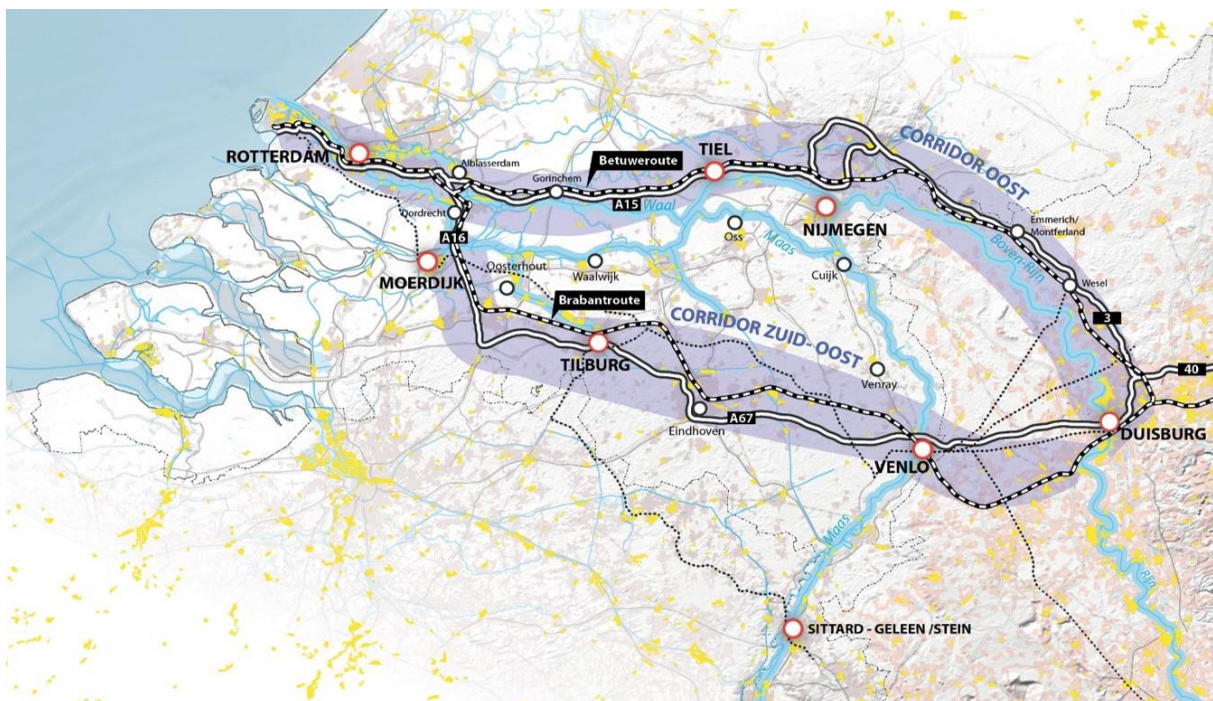 ROTTERDAM
Alblasserdam
Gorinchem
Betuweroute
TIEL
CORRIDOR OOST
A15
Waal
Dordrecht
A16
MOERDIJK
Oosterhout
Waalwijk
Oss
Maas
NIJMEGEN
Cuijk
Boven Rijn
Emmerich/
Montferland
Wesel
3
Brabantroute
CORRIDOR ZUID- OOST
TILBURG
Venray
40
Eindhoven
A67
VENLO
DUISBURG
Maas
Rijn
SITTARD - GELEEN /STEIN